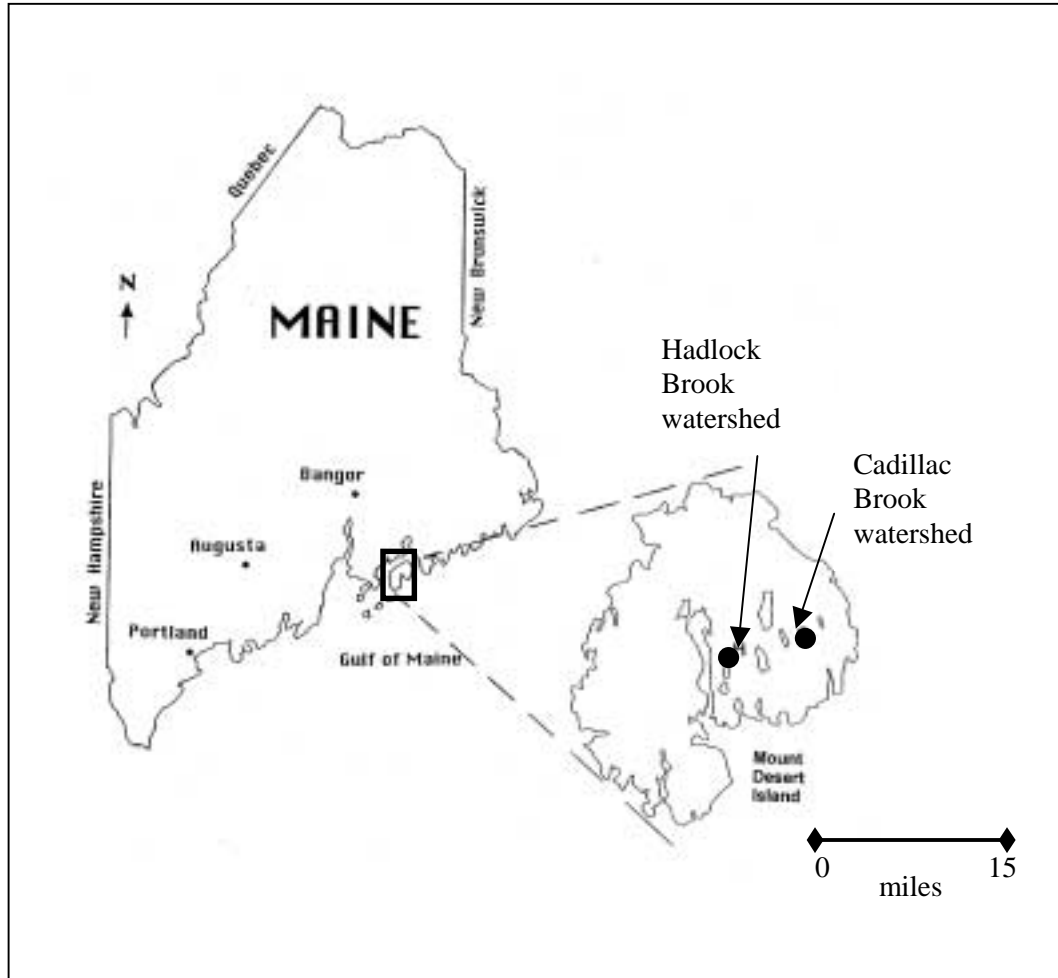 Quebec
New Brunswick
N
MAINE
Hadlock
Brook
watershed
Cadillac
Brook
watershed
Bangor
New Hampshire
Augusta
Portland
Gulf of Maine
Mount
Desert
Island
0 15
miles